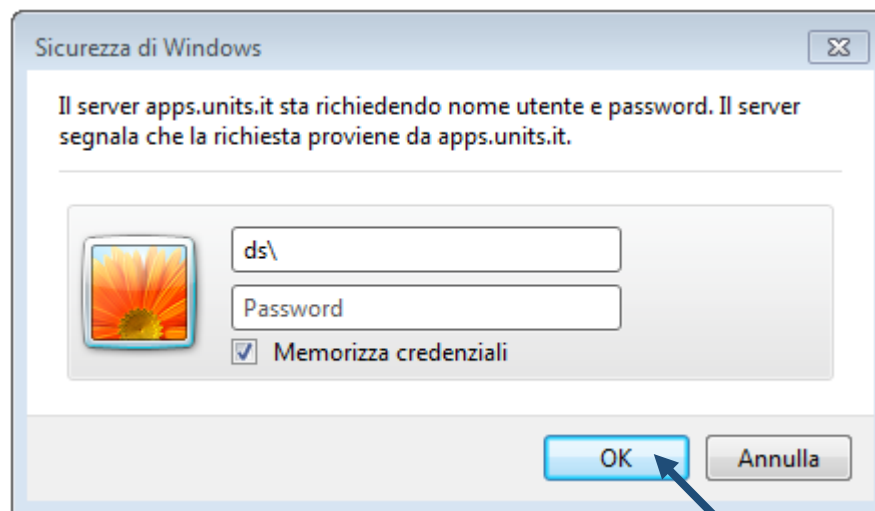 Sicurezza di Windows
Il server apps.units.it sta richiedendo nome utente e password. Il server
segnala che la richiesta proviene da apps.units.it.
ds\
Password
Memorizza credenziali
OK Annulla